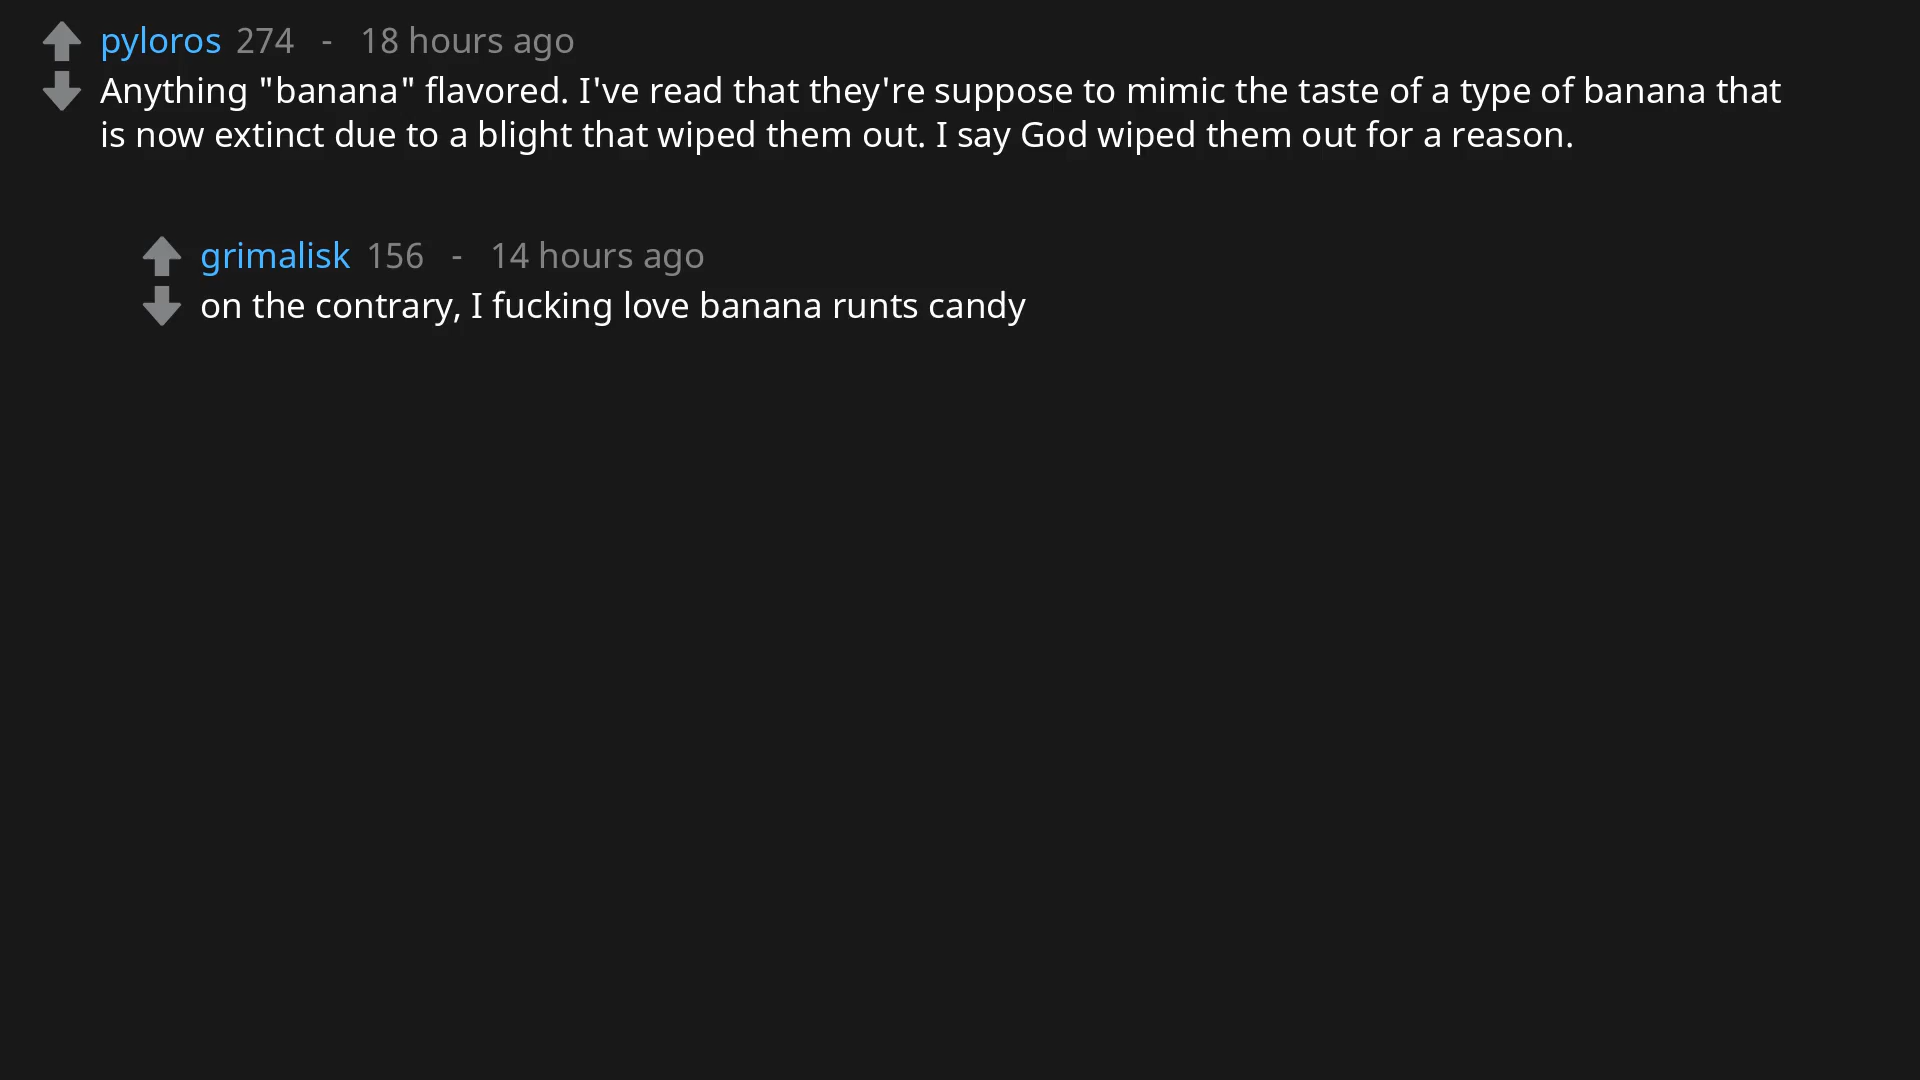 pyloros 274 - 18 hours ago
Anything "banana" flavored. I've read that they're suppose to mimic the taste of a type of banana that
is now extinct due to a blight that wiped them out. I say God wiped them out for a reason.
grimalisk 156 - 14 hours ago
on the contrary, I fucking love banana runts candy